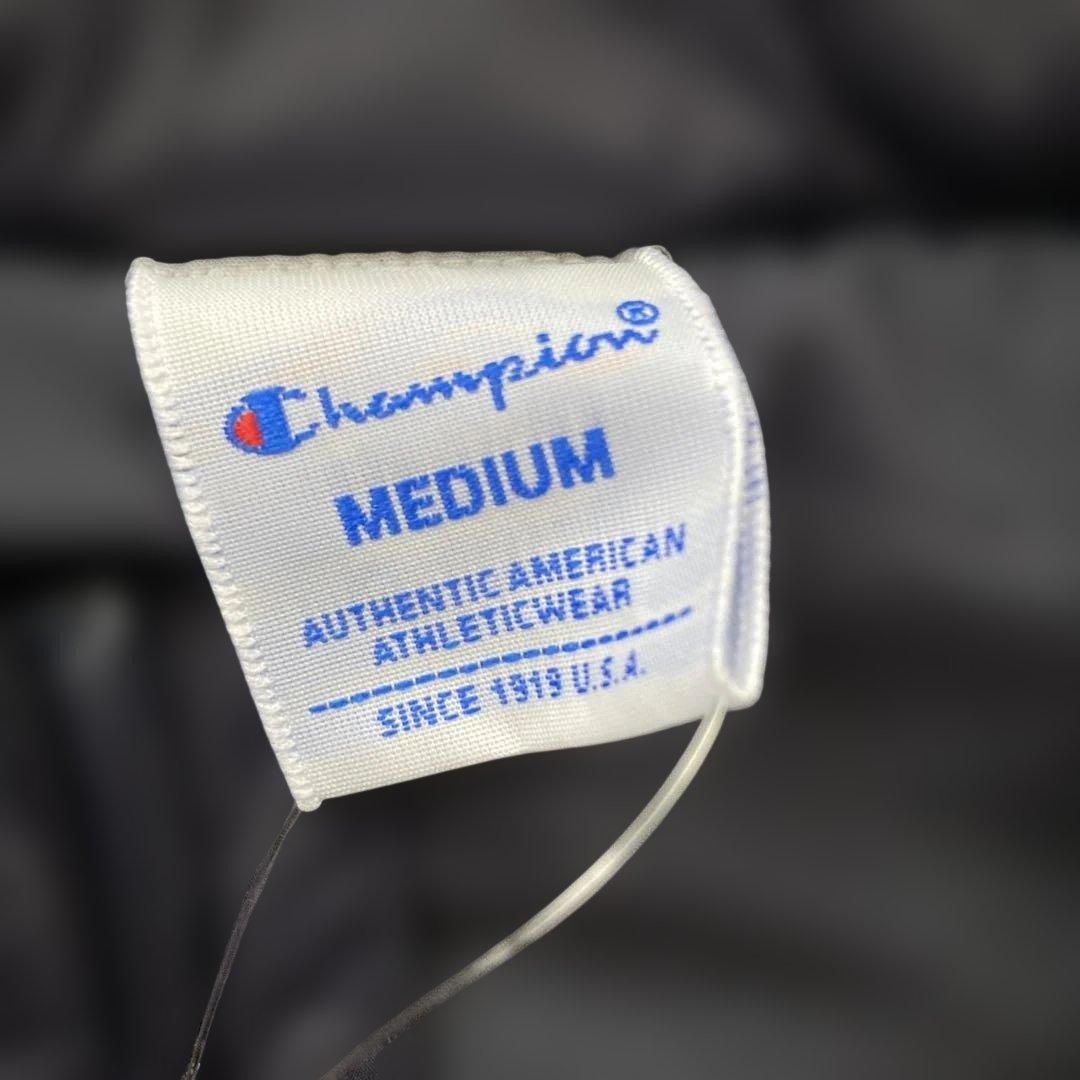 Champion®
MEDIUM
AUTHENTIC AMERICAN
ATHLETICWEAR
SINCE 1919 U.S.A.